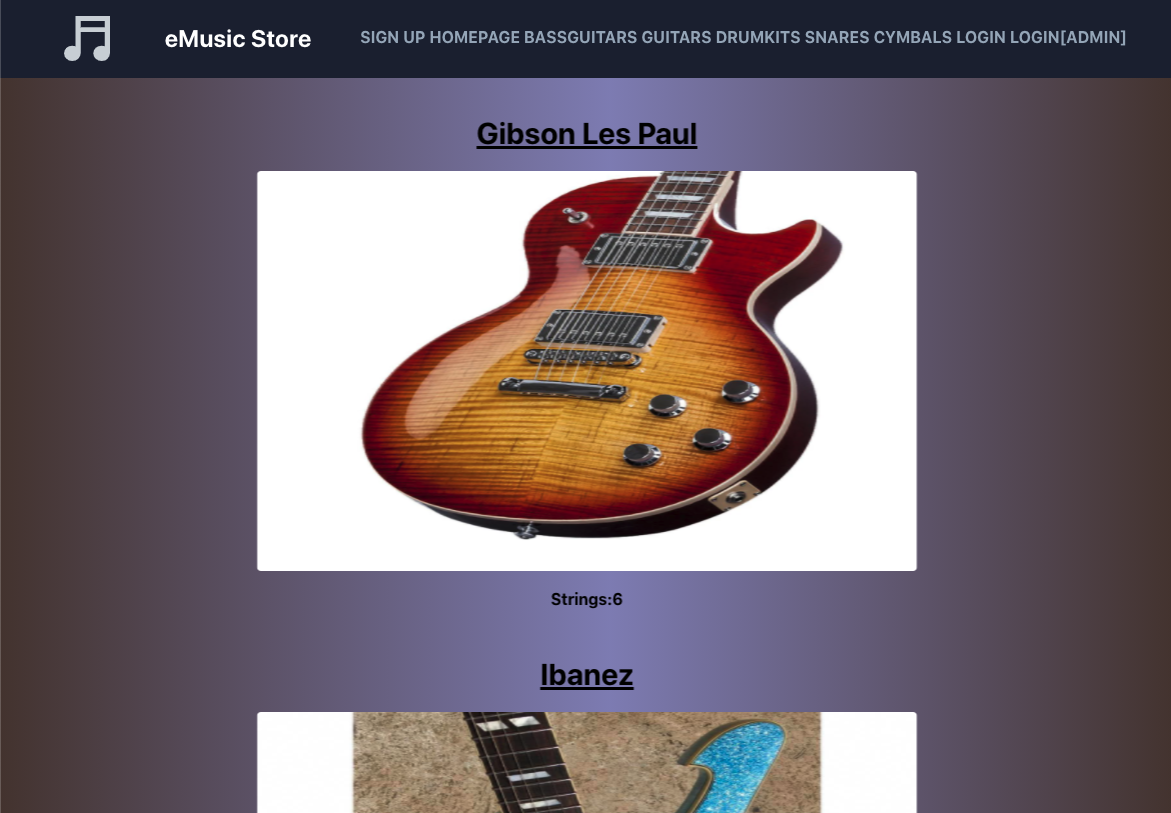 eMusic Store
SIGN UP HOMEPAGE BASSGUITARS GUITARS DRUMKITS SNARES CYMBALS LOGIN LOGIN[ADMIN]
Gibson Les Paul
Strings:6
Ibanez